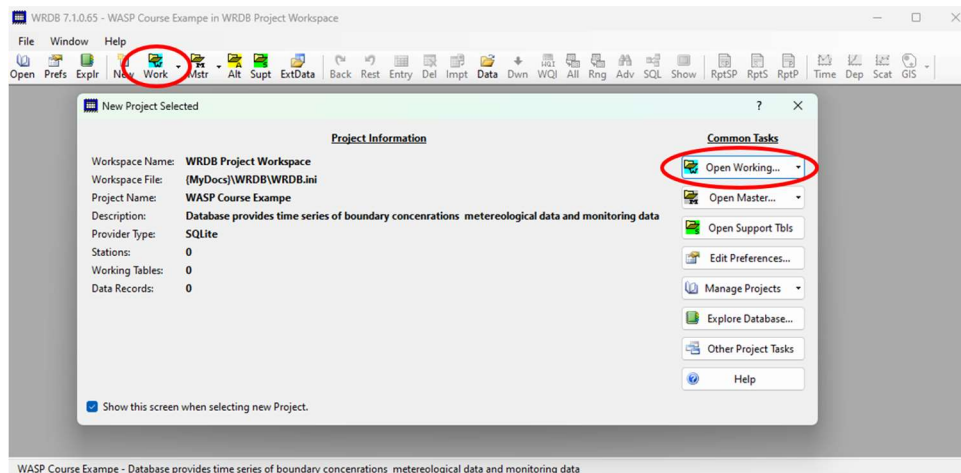 WRDB 7.1.0.65 - WASP Course Exampe in WRDB Project Workspace
File Window Help
Open Prefs Explr New Work Mstr Alt Supt ExtData Back Rest Entry Del Impt Data Dwn WQI All Rng Adv SQL Show RptSP RptS RptP Time Dep Scat GIS
New Project Selected
Project Information
Workspace Name: WRDB Project Workspace
Workspace File: {MyDocs}\WRDB\WRDB.ini
Project Name: WASP Course Exampe
Description: Database provides time series of boundary concenrations metereological data and monitoring data
Provider Type: SQLite
Stations: 0
Working Tables: 0
Data Records: 0
Show this screen when selecting new Project.
Common Tasks
Open Working...
Open Master...
Open Support Tbls
Edit Preferences...
Manage Projects
Explore Database...
Other Project Tasks
Help
WASP Course Exampe - Database provides time series of boundary concenrations metereological data and monitoring data